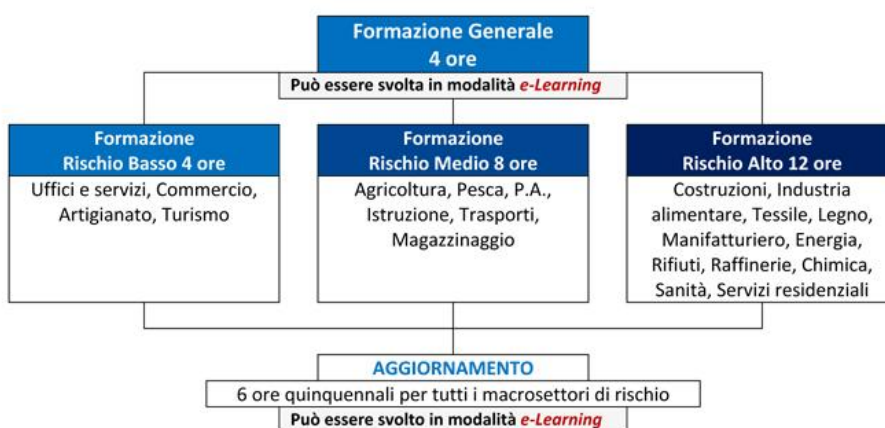 Formazione Generale
4 ore
Può essere svolta in modalità e-Learning
Formazione
Rischio Basso 4 ore
Uffici e servizi, Commercio,
Artigianato, Turismo
Formazione
Rischio Medio 8 ore
Agricoltura, Pesca, P.A.,
Istruzione, Trasporti,
Magazzinaggio
Formazione
Rischio Alto 12 ore
Costruzioni, Industria
alimentare, Tessile, Legno,
Manifatturiero, Energia,
Rifiuti, Raffinerie, Chimica,
Sanità, Servizi residenziali
AGGIORNAMENTO
6 ore quinquennali per tutti i macrosettori di rischio
Può essere svolto in modalità e-Learning